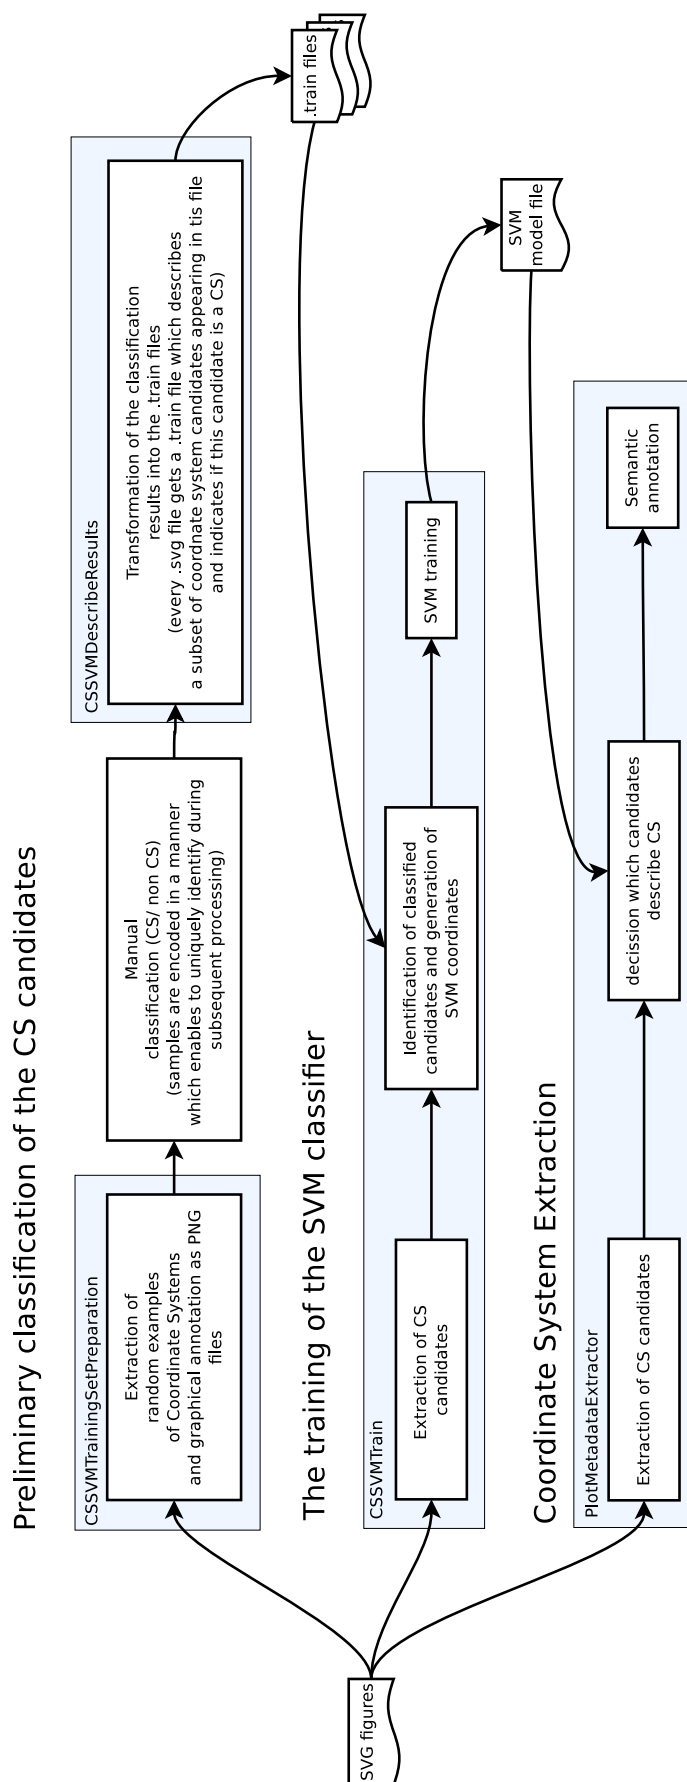 Preliminary classification of the CS candidates
CSSVMTrainingSetPreparation
Extraction of
random examples
of Coordinate Systems
and graphical annotation as PNG
files
Manual
classification (CS/ non CS)
(samples are encoded in a manner
which enables to uniquely identify during
subsequent processing)
CSSVMDescribeResults
Transformation of the classification
results into the .train files
(every .svg file gets a .train file which describes
a subset of coordnate system candidates appearing in tis file
and indicates if this candidate is a CS)
.train files
The training of the SVM classifier
CSSVMTrain
Extraction of CS
candidates
Identification of classified
candidates and generation of
SVM coordinates
SVM training
SVM
model file
SVG figures
Coordinate System Extraction
PlotMetadataExtractor
Extraction of CS candidates
decission which candidates
describe CS
Semantic
annotation